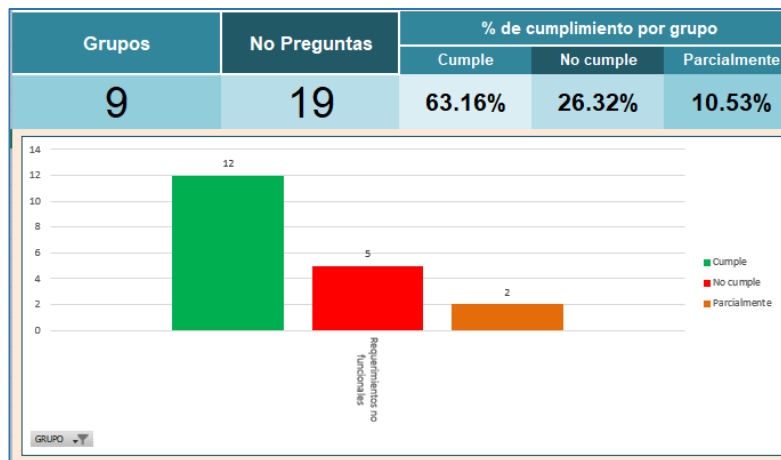 Grupos
No Preguntas
% de cumplimiento por grupo
Cumple
No cumple
Parcialmente
9
19
63.16%
26.32%
10.53%
14
12
10
8
6
4
2
0
12
5
2
Requerimientos no
funcionales
Cumple
No cumple
Parcialmente
GRUPO